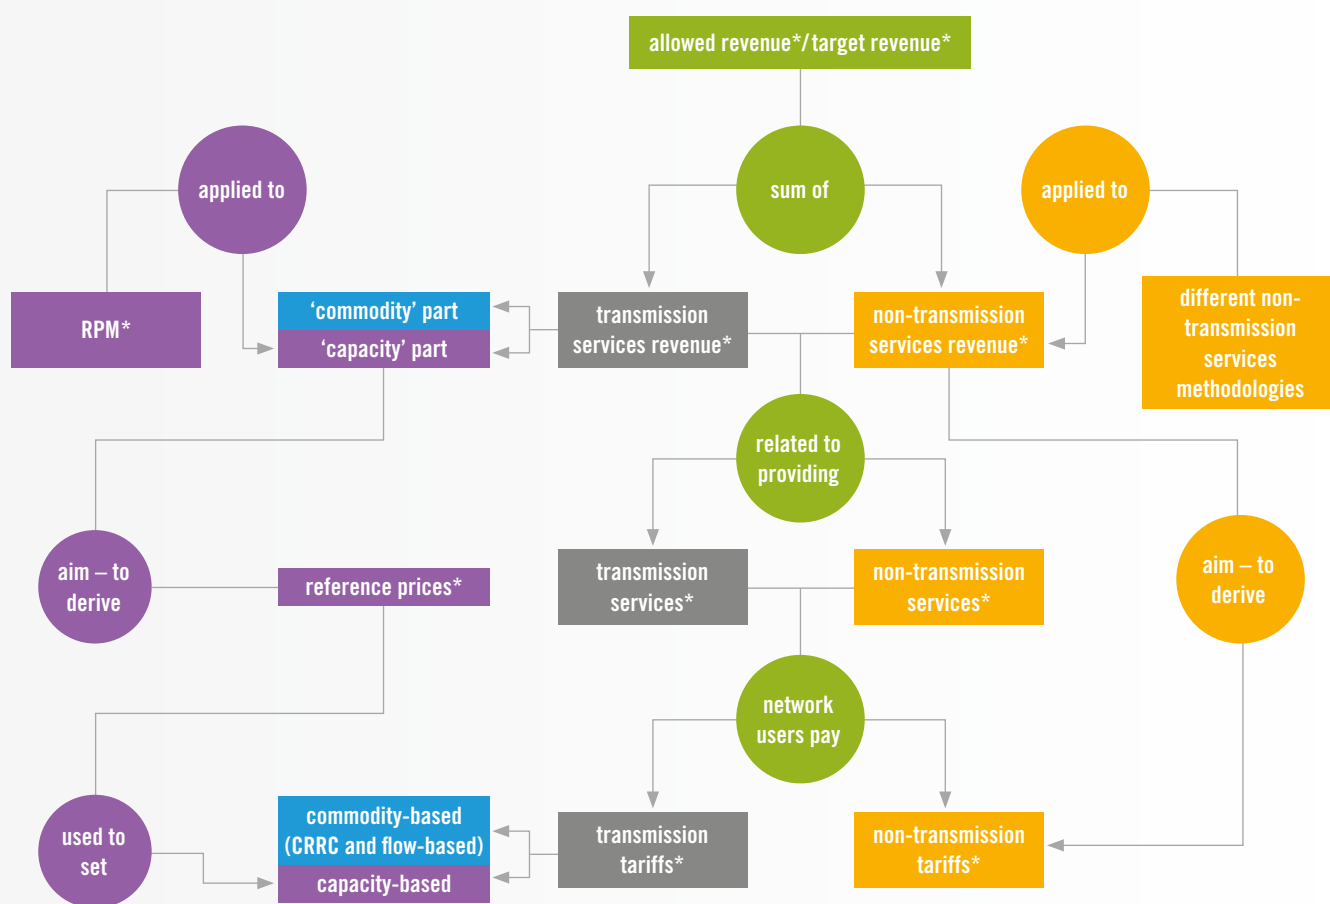 allowed revenue*/target revenue*
applied to
sum of
applied to
RPM*
‘commodity’ part
‘capacity’ part
transmission
services revenue*
non-transmission
services revenue*
different non-
transmission
services
methodologies
related to
providing
aim – to
derive
reference prices*
transmission
services*
non-transmission
services*
aim – to
derive
network
users pay
used to
set
commodity-based
(CRRC and flow-based)
capacity-based
transmission
tariffs*
non-transmission
tariffs*